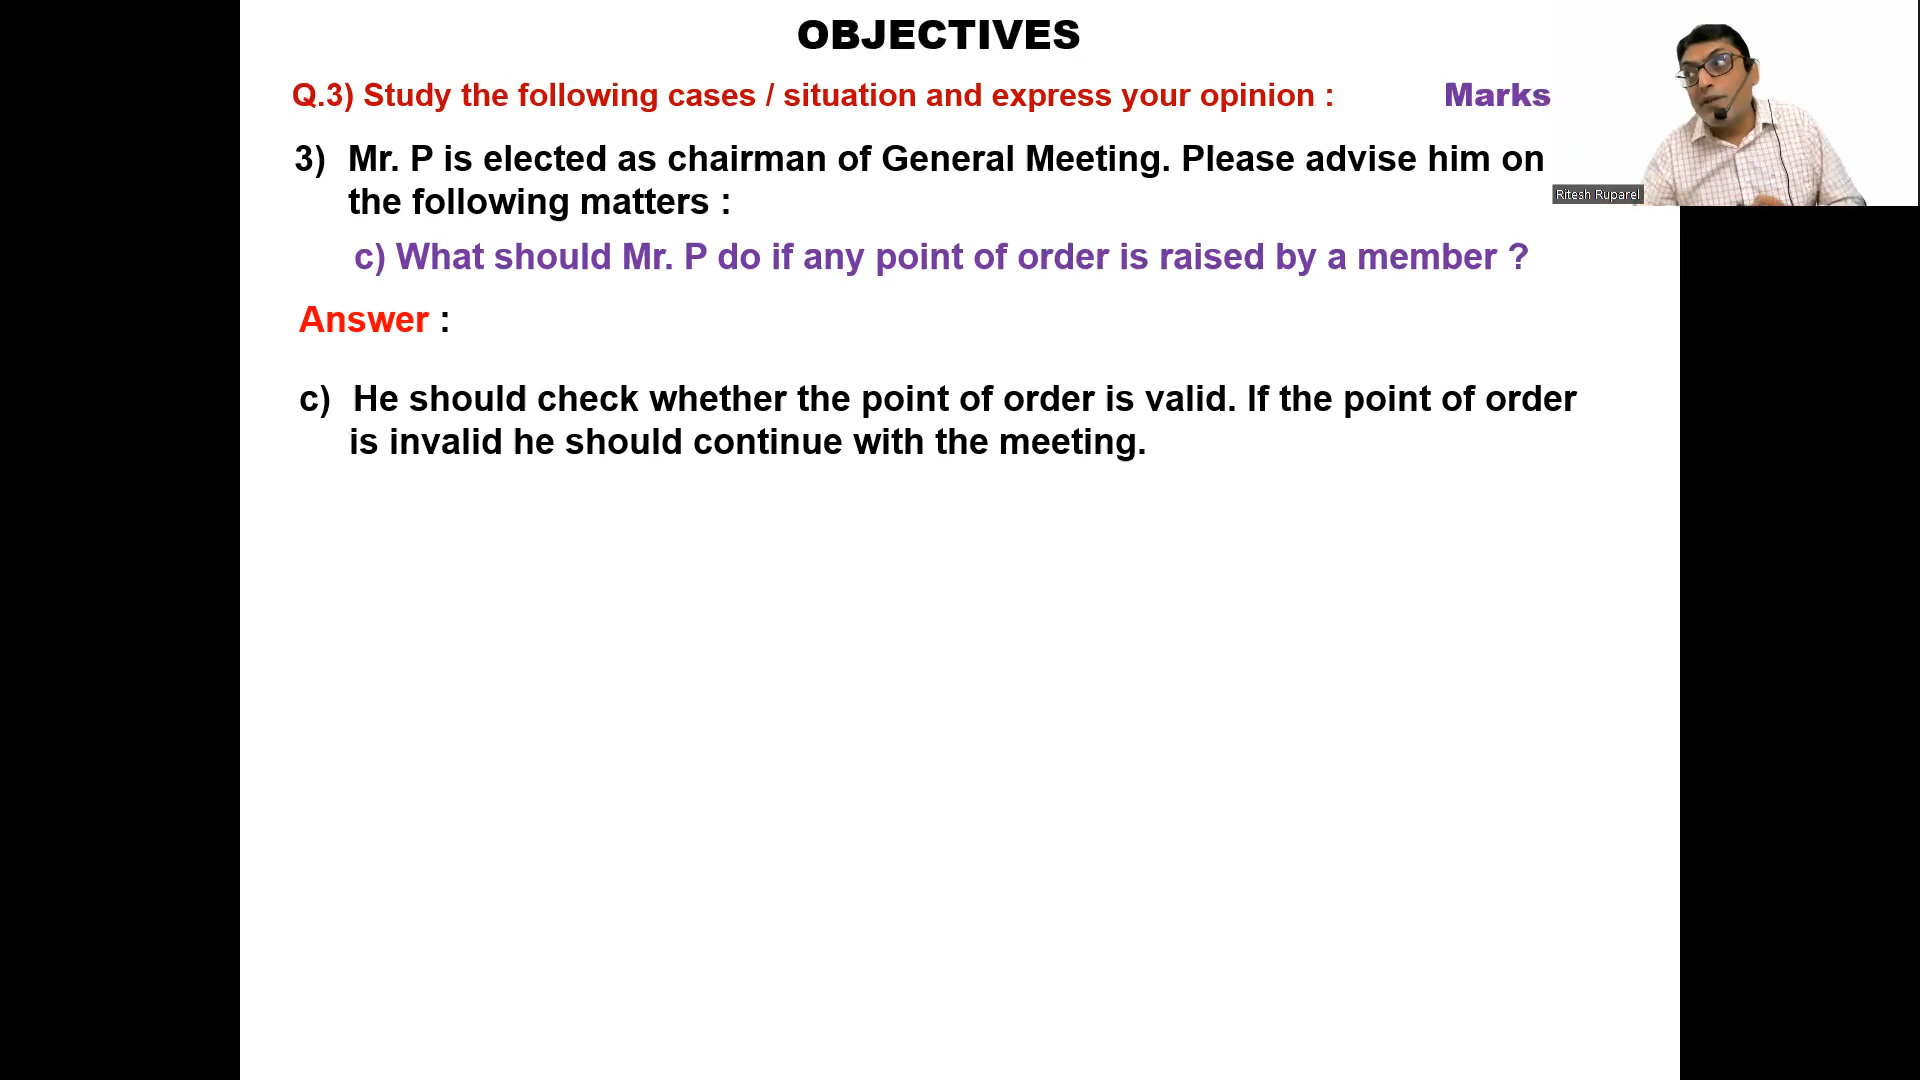 OBJECTIVES
Q.3) Study the following cases / situation and express your opinion : Marks
3) Mr. P is elected as chairman of General Meeting. Please advise him on
the following matters :
Ritesh Ruparel
c) What should Mr. P do if any point of order is raised by a member ?
Answer :
c) He should check whether the point of order is valid. If the point of order
is invalid he should continue with the meeting.